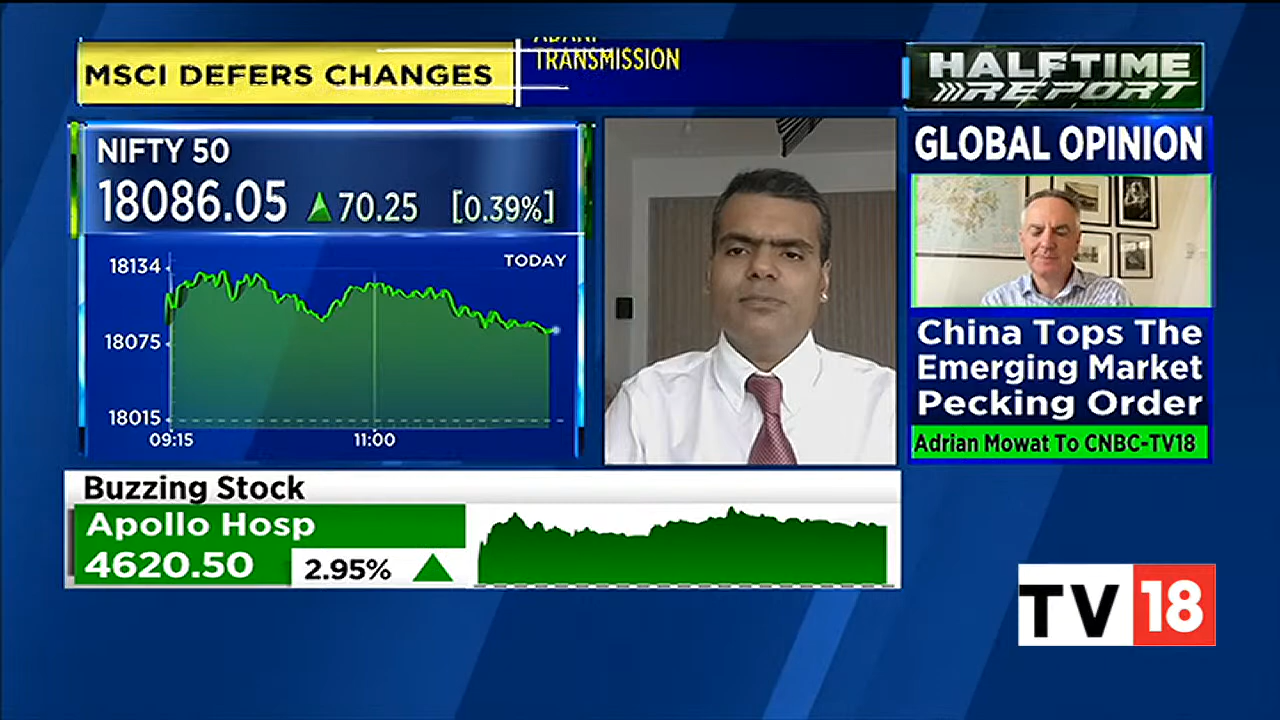 MSCI DEFERS CHANGES
ADANI
TRANSMISSION
HALFTIME
REPORT
NIFTY 50
18086.05 70.25 [0.39%]
TODAY
18134
18075
18015
09:15 11:00
GLOBAL OPINION
China Tops The
Emerging Market
Pecking Order
Adrian Mowat To CNBC-TV18
Buzzing Stock
Apollo Hosp
4620.50 2.95%
TV18